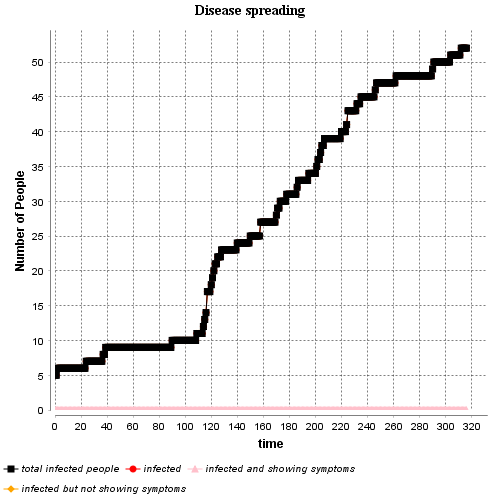 Disease spreading
Number of People
50
45
40
35
30
25
20
15
10
5
0
0 20 40 60 80 100 120 140 160 180 200 220 240 260 280 300 320
time
total infected people infected infected and showing symptoms
infected but not showing symptoms